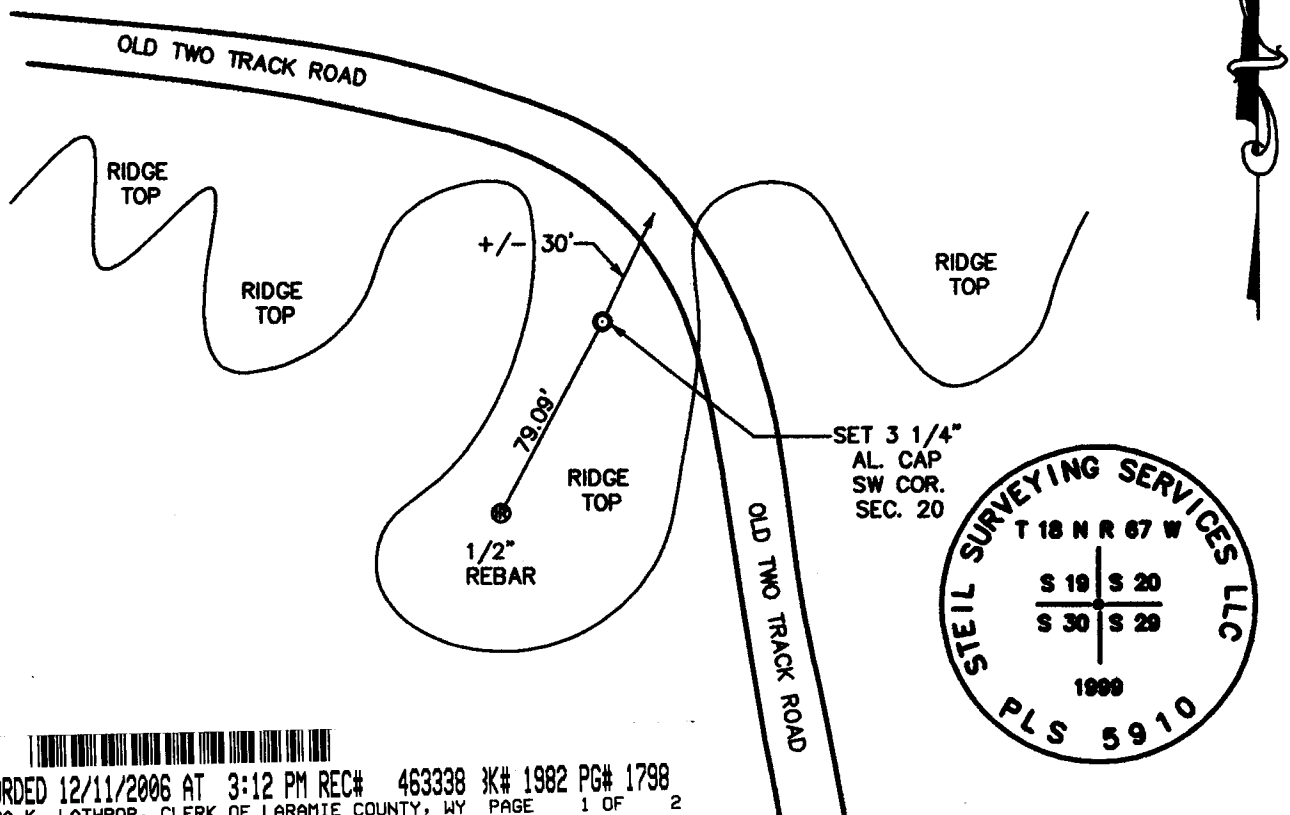 OLD TWO TRACK ROAD
RIDGE
TOP
RIDGE
TOP
+/- 30'
RIDGE
TOP
79.09'
SET 3 1/4"
AL. CAP
SW COR.
SEC. 20
RIDGE
TOP
1/2"
REBAR
OLD TWO TRACK ROAD
STEIL SURVEYING SERVICES LLC
T 18 N R 67 W
S 19 S 20
S 30 S 29
1999
PLS 5910
RDED 12/11/2006 AT 3:12 PM REC# 463338 BK# 1982 PG# 1798
K. LATHROP, CLERK OF LARAMIE COUNTY, WY PAGE 1 OF 2